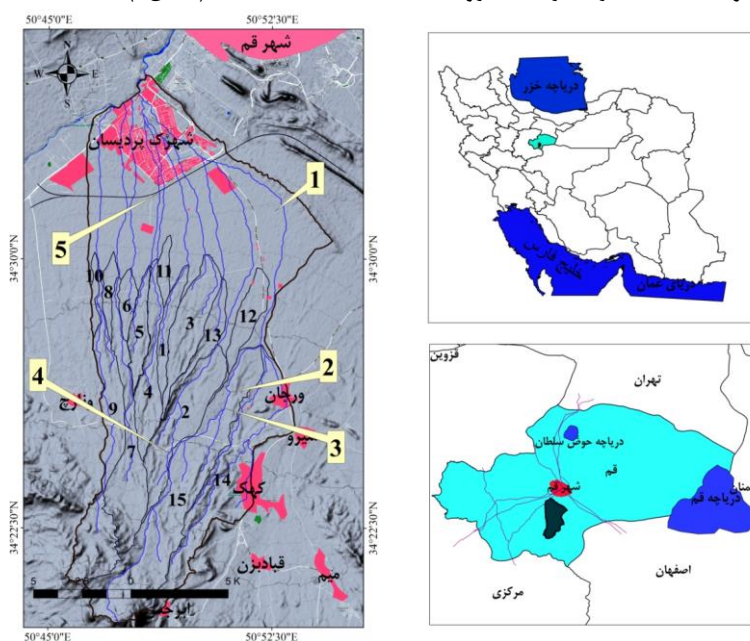 50°45'0"E
50°52'30"E
شهر قم
N
W
E
S
شهرک پردیسان
1
5
34°30'0"N
34°30'0"N
10
8
6
11
5
1
3
13
12
4
2
9
4
2
7
3
ورجان
15
14
کهک
34°22'30"N
34°22'30"N
قبادبزن
میم
5
5 K
50°45'0"E
50°52'30"E
دریاچه خزر
خلیج فارس
دریای عمان
قزوین
تهران
دریاچه حوض سلطان
قم
شهر قم
دریاچه قم
اصفهان
مرکزی